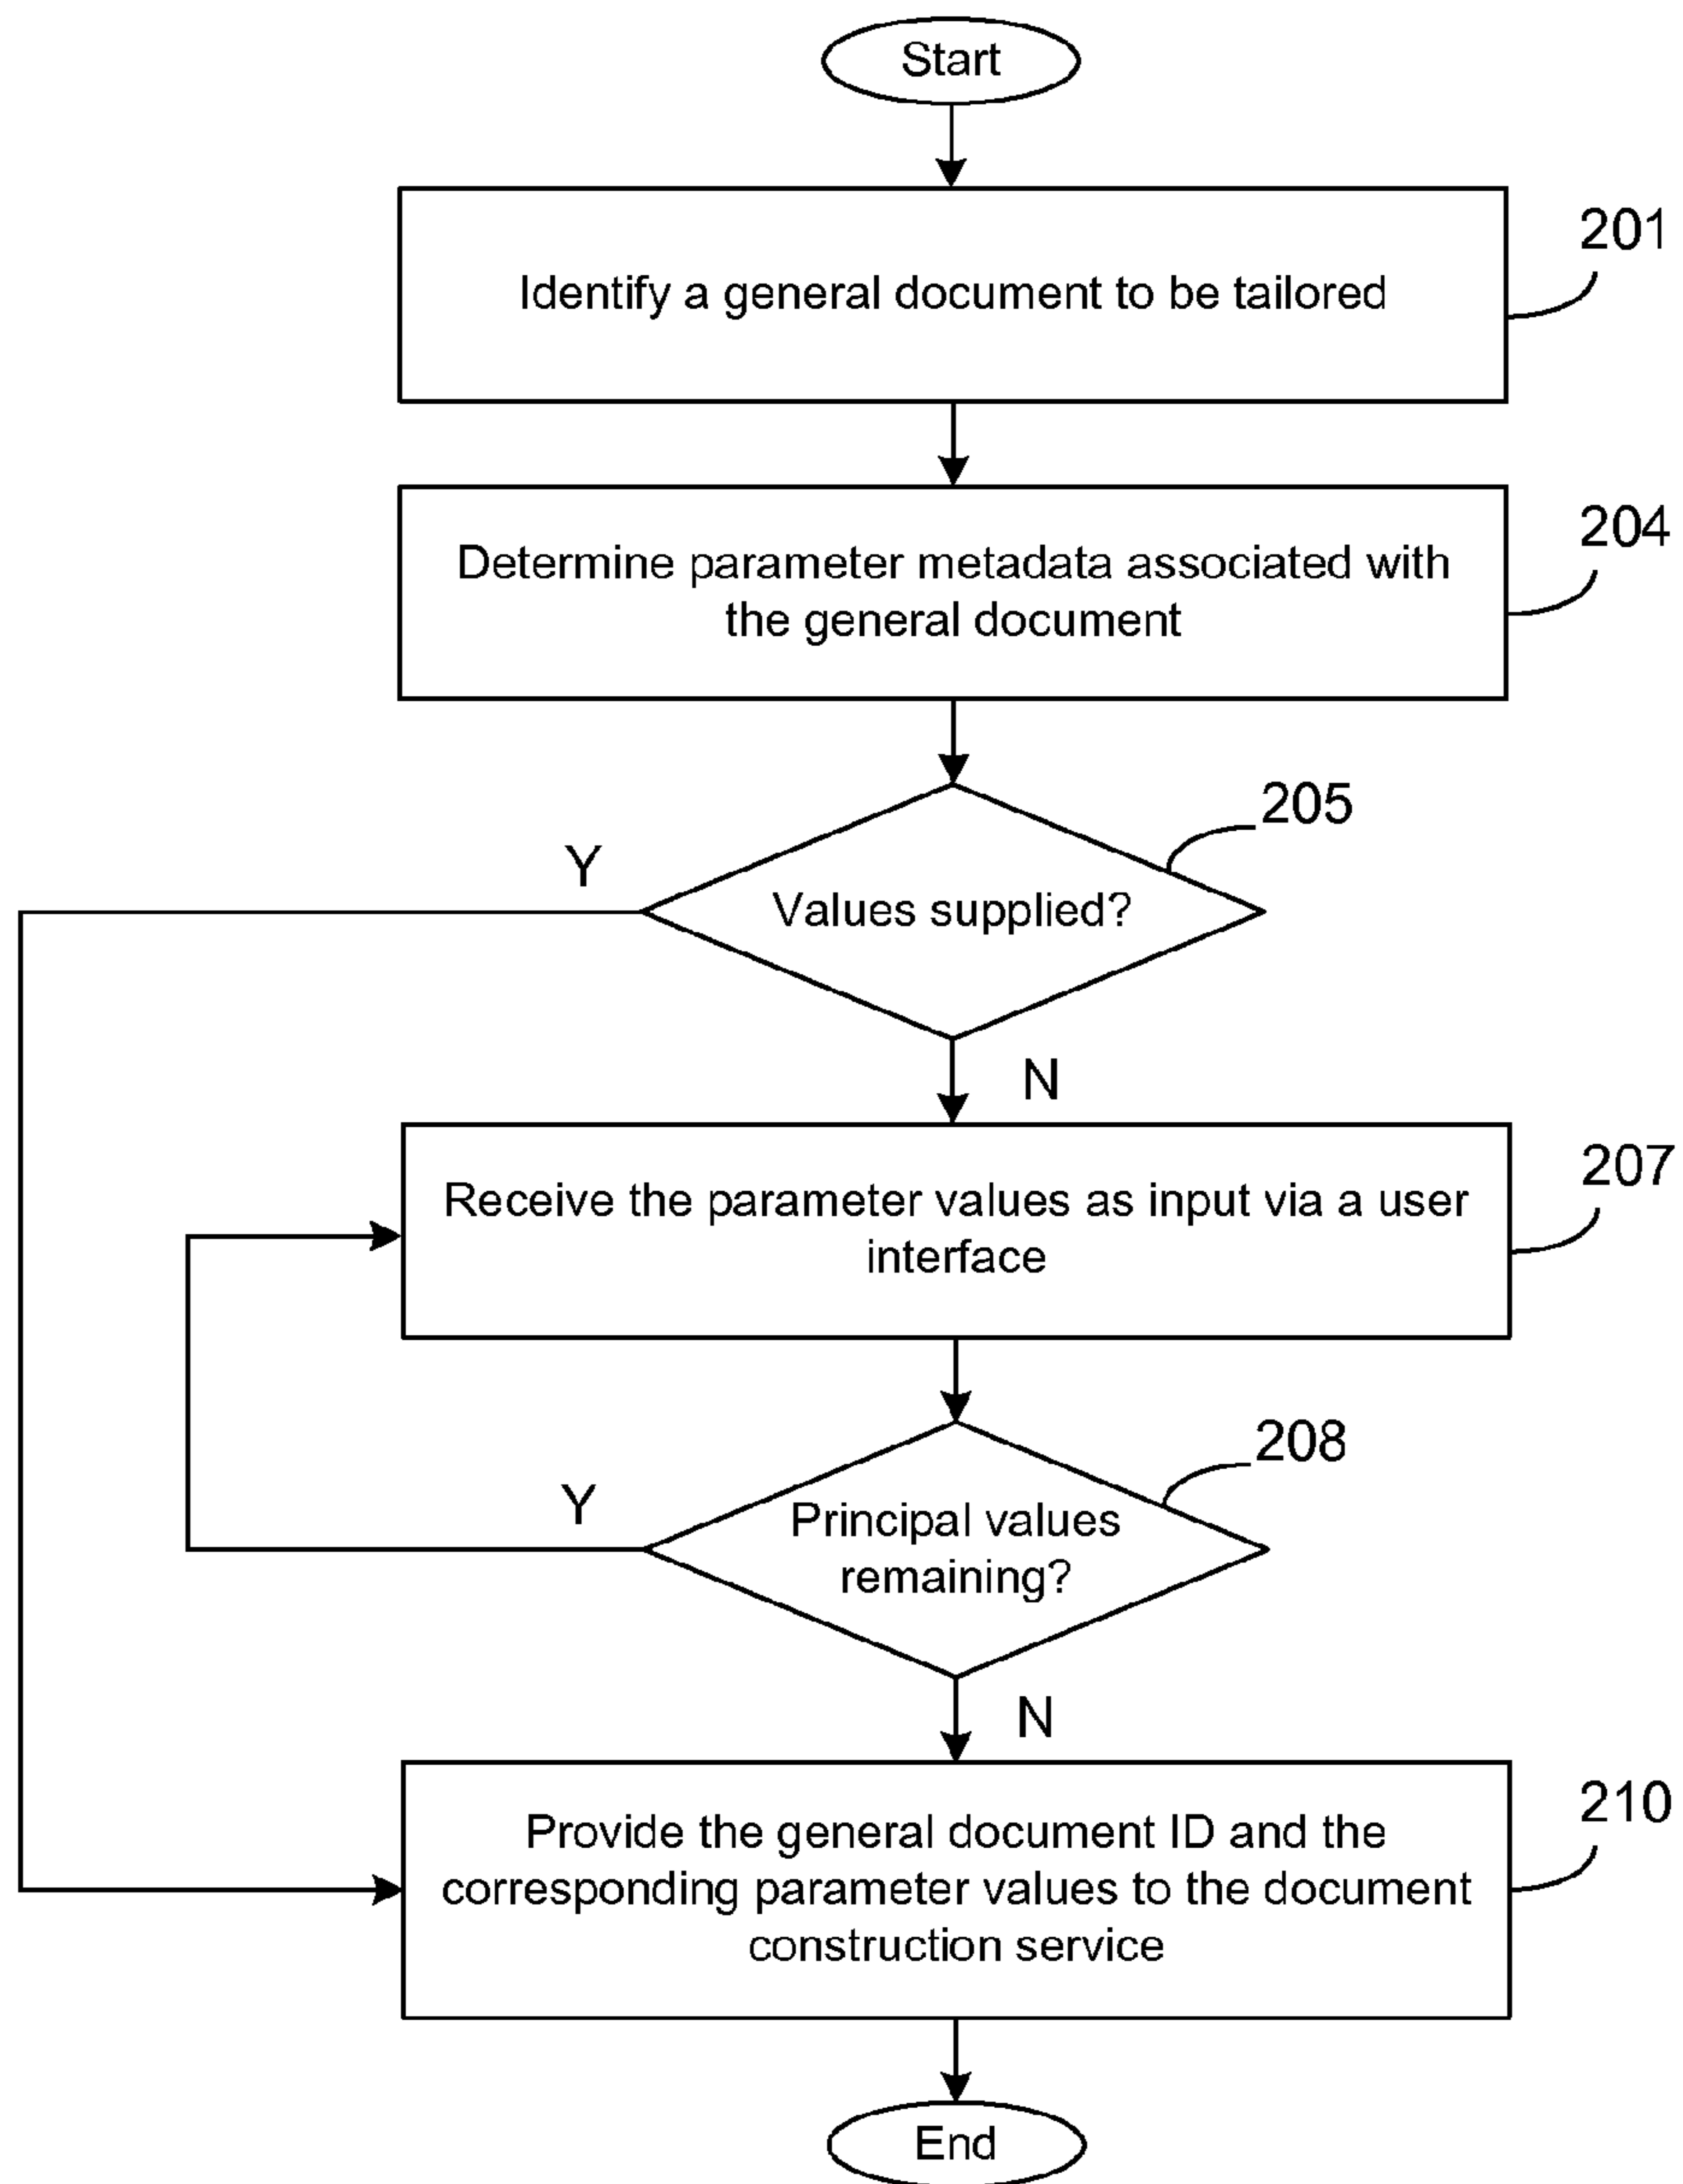 Start
201
Identify a general document to be tailored
204
Determine parameter metadata associated with
the general document
205
Y
Values supplied?
N
207
Receive the parameter values as input via a user
interface
208
Y
Principal values
remaining?
N
210
Provide the general document ID and the
corresponding parameter values to the document
construction service
End